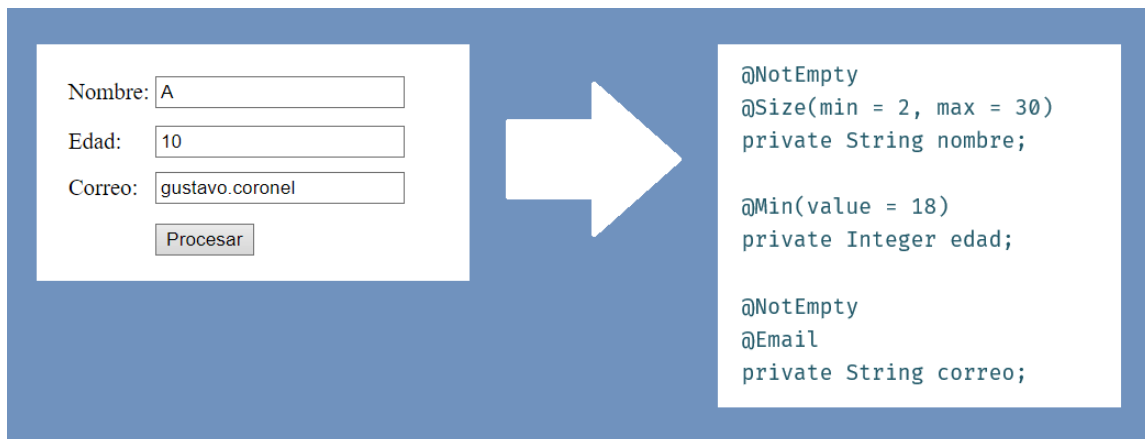 Nombre: A
Edad: 10
Correo: gustavo.coronel
Procesar
@NotEmpty
@Size(min = 2, max = 30)
private String nombre;
@Min(value = 18)
private Integer edad;
@NotEmpty
@Email
private String correo;